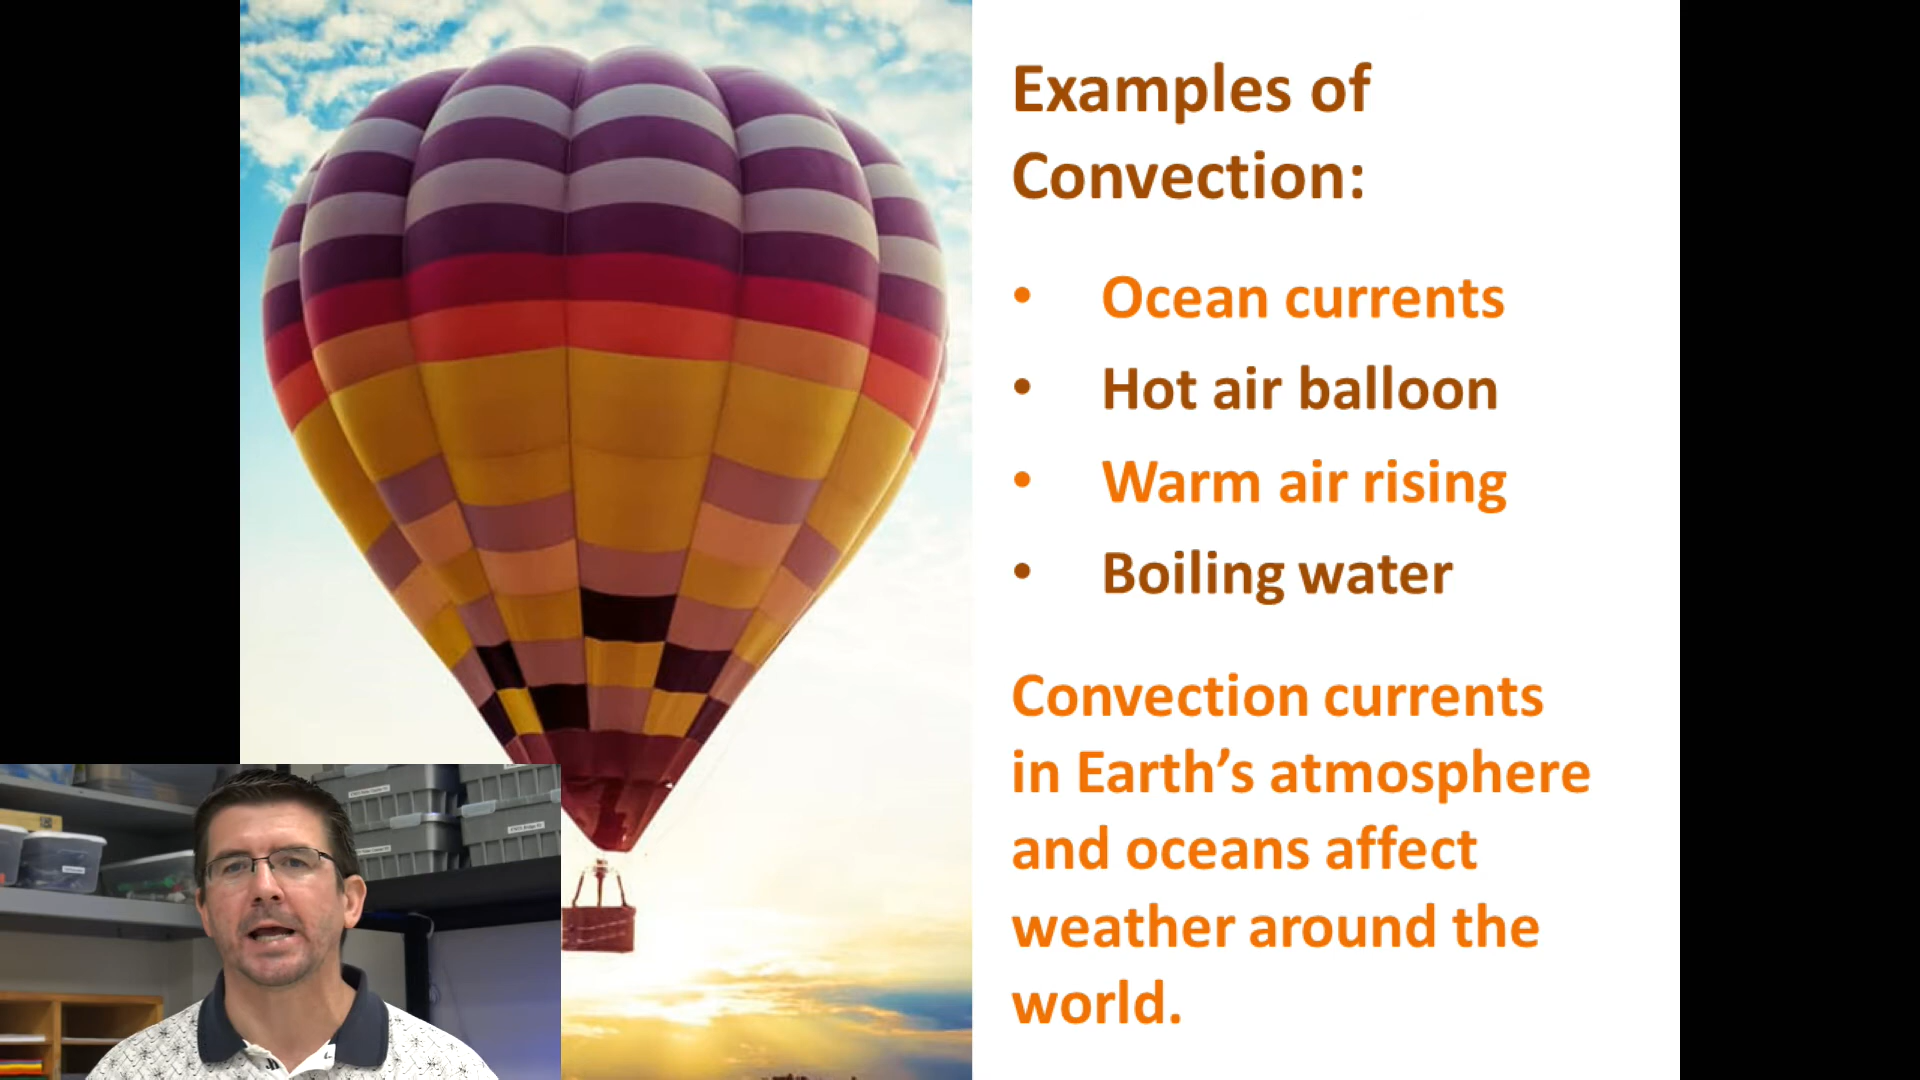 Examples of
Convection:
• Ocean currents
• Hot air balloon
• Warm air rising
• Boiling water
Convection currents
in Earth’s atmosphere
and oceans affect
weather around the
world.